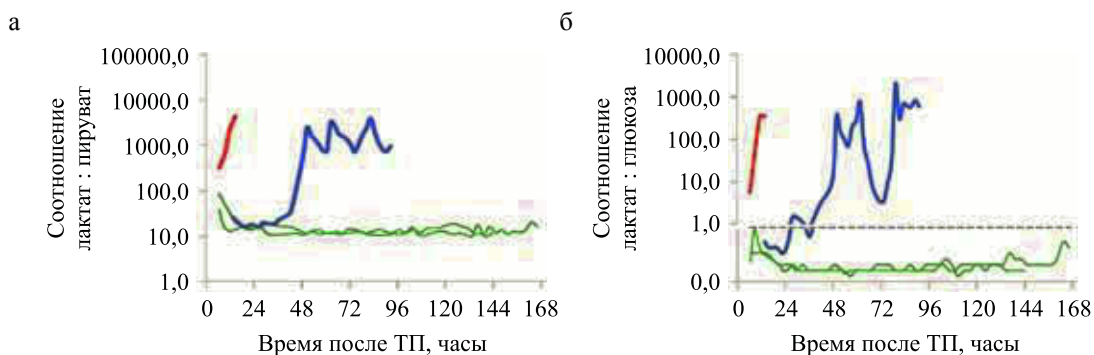 а
Соотношение
лактат : пируват
100000,0
10000,0
1000,0
100,0
10,0
1,0
0 24 48 72 96 120 144 168
Время после ТП, часы
б
Соотношение
лактат : глюкоза
10000,0
1000,0
100,0
10,0
1,0
0,0
0 24 48 72 96 120 144 168
Время после ТП, часы